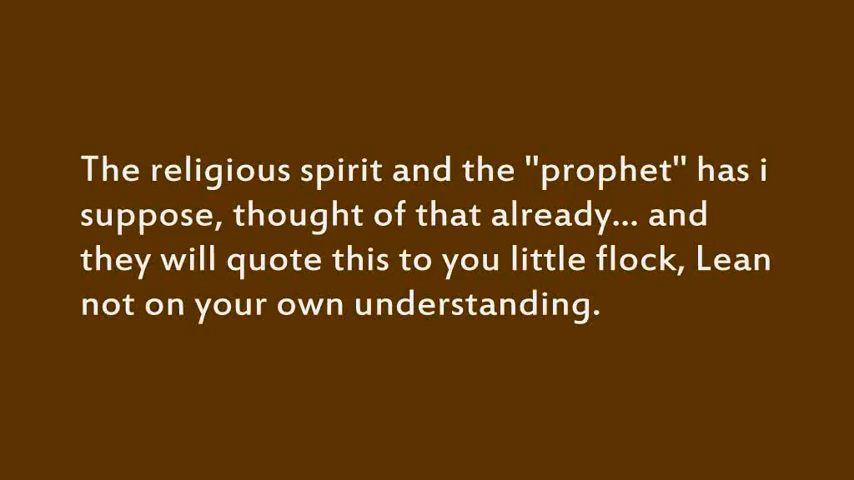 The religious spirit and the "prophet" has i
suppose, thought of that already... and
they will quote this to you little flock, Lean
not on your own understanding.